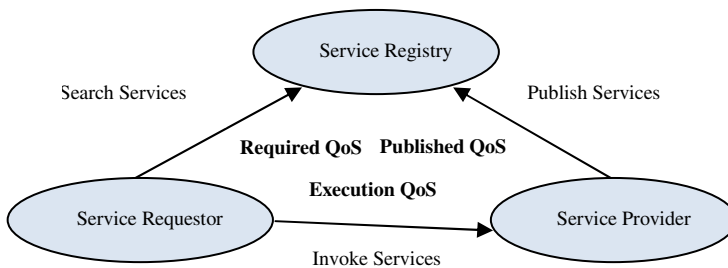 Service Registry
Search Services
Publish Services
Required QoS Published QoS
Execution QoS
Service Requestor
Service Provider
Invoke Services